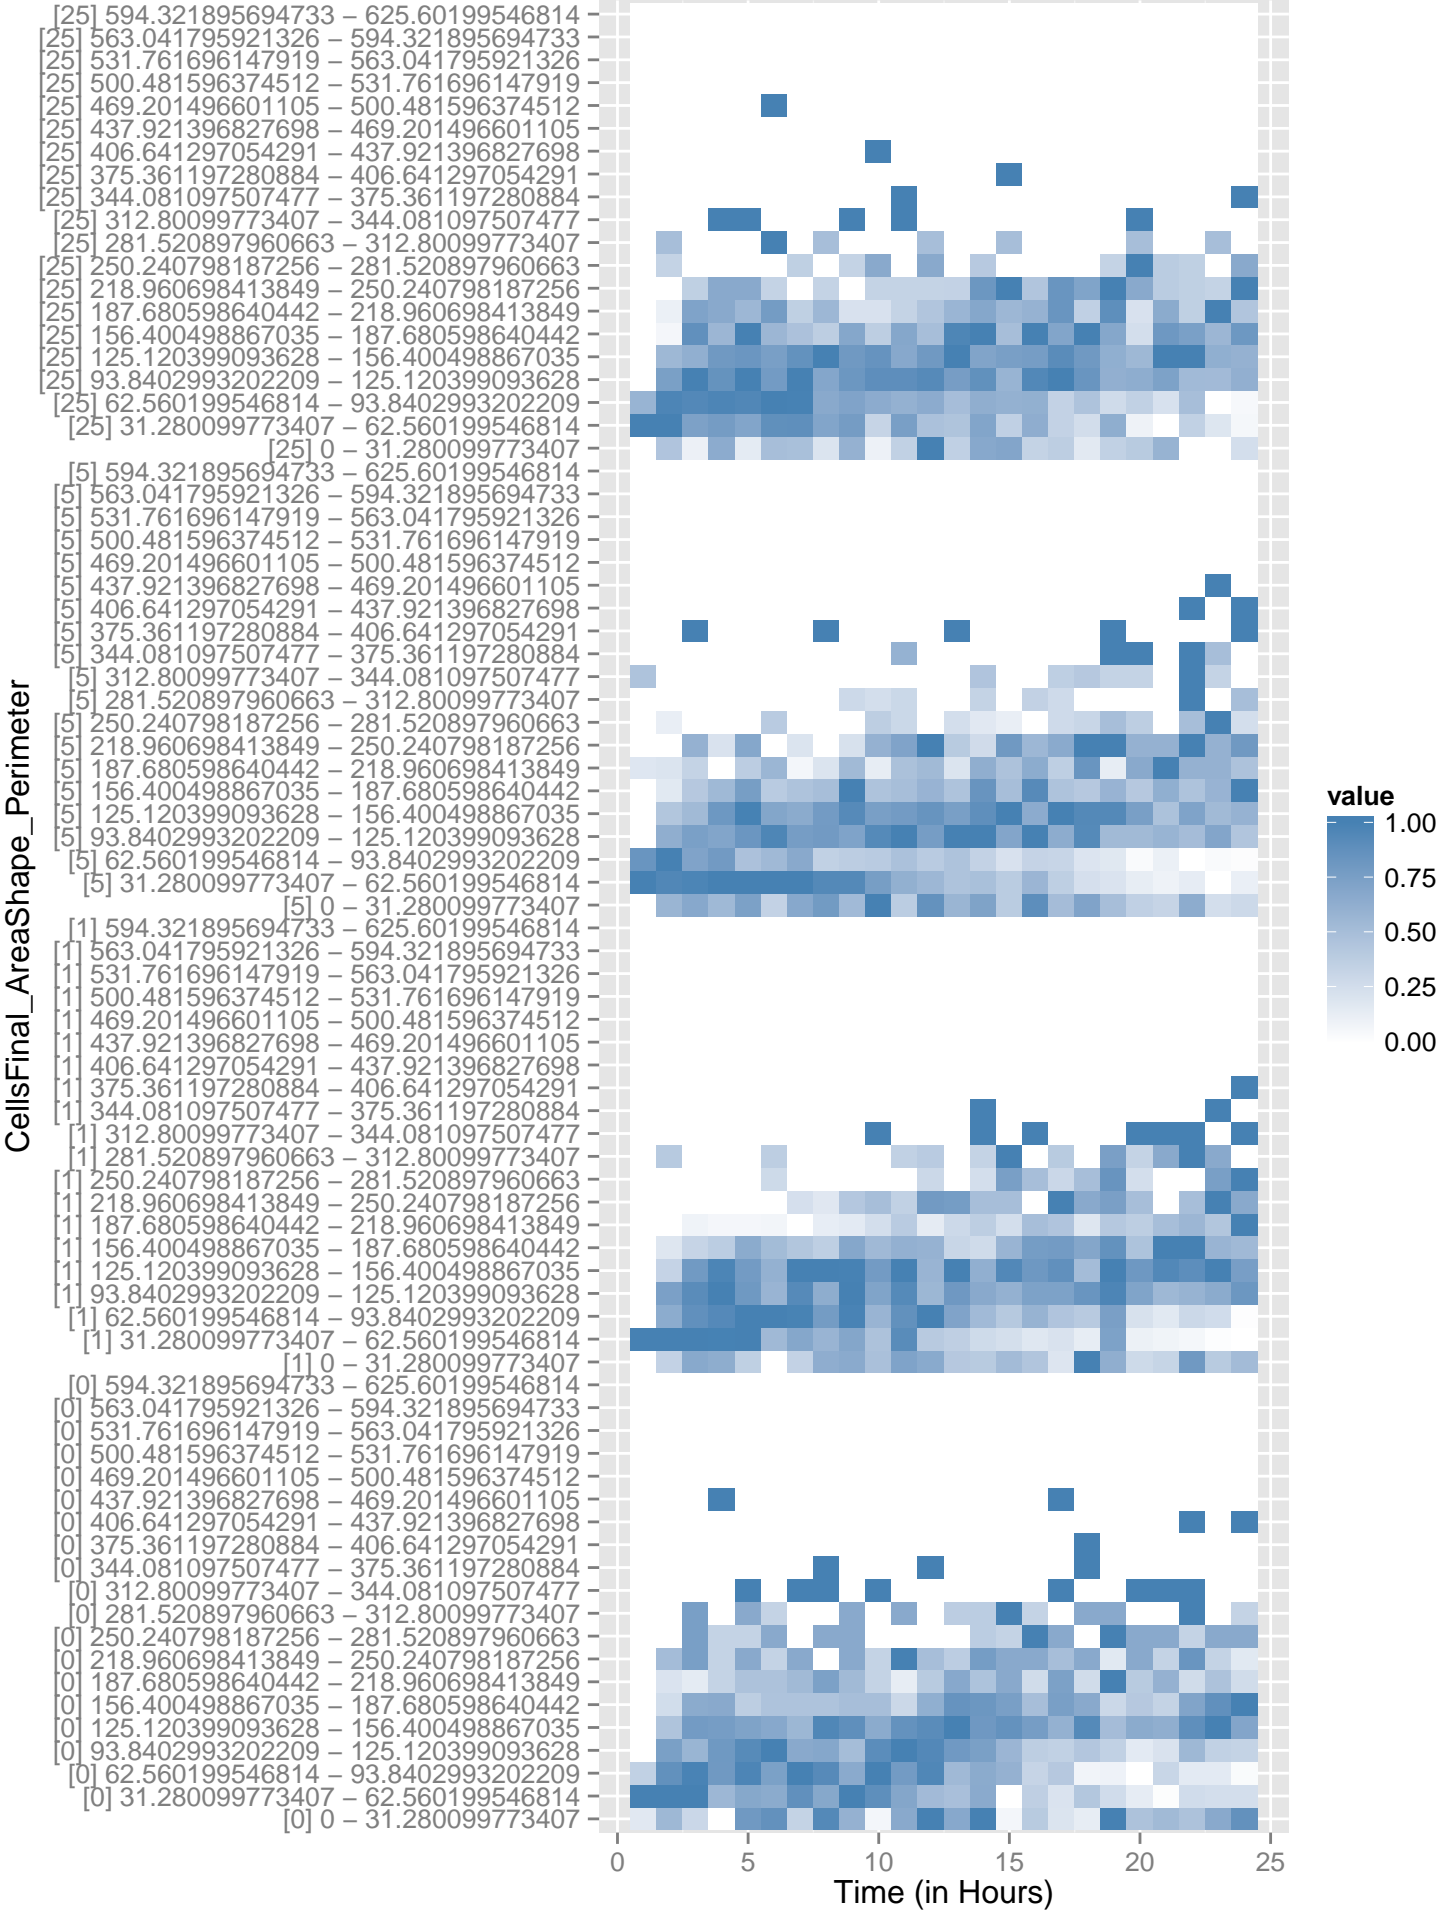 [25] 594.321895694733 – 625.60199546814
[25] 563.041795921326 – 594.321895694733
[25] 531.761696147919 – 563.041795921326
[25] 500.481596374512 – 531.761696147919
[25] 469.201496601105 – 500.481596374512
[25] 437.921396827698 – 469.201496601105
[25] 406.641297054291 – 437.921396827698
[25] 375.361197280884 – 406.641297054291
[25] 344.081097507477 – 375.361197280884
[25] 312.80099773407 – 344.081097507477
[25] 281.520897960663 – 312.80099773407
[25] 250.240798187256 – 281.520897960663
[25] 218.960698413849 – 250.240798187256
[25] 187.680598640442 – 218.960698413849
[25] 156.400498867035 – 187.680598640442
[25] 125.120399093628 – 156.400498867035
[25] 93.8402993202209 – 125.120399093628
[25] 62.560199546814 – 93.8402993202209
[25] 31.280099773407 – 62.560199546814
[25] 0 – 31.280099773407
[5] 594.321895694733 – 625.60199546814
[5] 563.041795921326 – 594.321895694733
[5] 531.761696147919 – 563.041795921326
[5] 500.481596374512 – 531.761696147919
[5] 469.201496601105 – 500.481596374512
[5] 437.921396827698 – 469.201496601105
[5] 406.641297054291 – 437.921396827698
[5] 375.361197280884 – 406.641297054291
[5] 344.081097507477 – 375.361197280884
[5] 312.80099773407 – 344.081097507477
[5] 281.520897960663 – 312.80099773407
[5] 250.240798187256 – 281.520897960663
[5] 218.960698413849 – 250.240798187256
[5] 187.680598640442 – 218.960698413849
[5] 156.400498867035 – 187.680598640442
[5] 125.120399093628 – 156.400498867035
[5] 93.8402993202209 – 125.120399093628
[5] 62.560199546814 – 93.8402993202209
[5] 31.280099773407 – 62.560199546814
[5] 0 – 31.280099773407
[1] 594.321895694733 – 625.60199546814
[1] 563.041795921326 – 594.321895694733
[1] 531.761696147919 – 563.041795921326
[1] 500.481596374512 – 531.761696147919
[1] 469.201496601105 – 500.481596374512
[1] 437.921396827698 – 469.201496601105
[1] 406.641297054291 – 437.921396827698
[1] 375.361197280884 – 406.641297054291
[1] 344.081097507477 – 375.361197280884
[1] 312.80099773407 – 344.081097507477
[1] 281.520897960663 – 312.80099773407
[1] 250.240798187256 – 281.520897960663
[1] 218.960698413849 – 250.240798187256
[1] 187.680598640442 – 218.960698413849
[1] 156.400498867035 – 187.680598640442
[1] 125.120399093628 – 156.400498867035
[1] 93.8402993202209 – 125.120399093628
[1] 62.560199546814 – 93.8402993202209
[1] 31.280099773407 – 62.560199546814
[1] 0 – 31.280099773407
[0] 594.321895694733 – 625.60199546814
[0] 563.041795921326 – 594.321895694733
[0] 531.761696147919 – 563.041795921326
[0] 500.481596374512 – 531.761696147919
[0] 469.201496601105 – 500.481596374512
[0] 437.921396827698 – 469.201496601105
[0] 406.641297054291 – 437.921396827698
[0] 375.361197280884 – 406.641297054291
[0] 344.081097507477 – 375.361197280884
[0] 312.80099773407 – 344.081097507477
[0] 281.520897960663 – 312.80099773407
[0] 250.240798187256 – 281.520897960663
[0] 218.960698413849 – 250.240798187256
[0] 187.680598640442 – 218.960698413849
[0] 156.400498867035 – 187.680598640442
[0] 125.120399093628 – 156.400498867035
[0] 93.8402993202209 – 125.120399093628
[0] 62.560199546814 – 93.8402993202209
[0] 31.280099773407 – 62.560199546814
[0] 0 – 31.280099773407
CellsFinal_AreaShape_Perimeter
0 5 10 15 20 25
Time (in Hours)
value
1.00
0.75
0.50
0.25
0.00